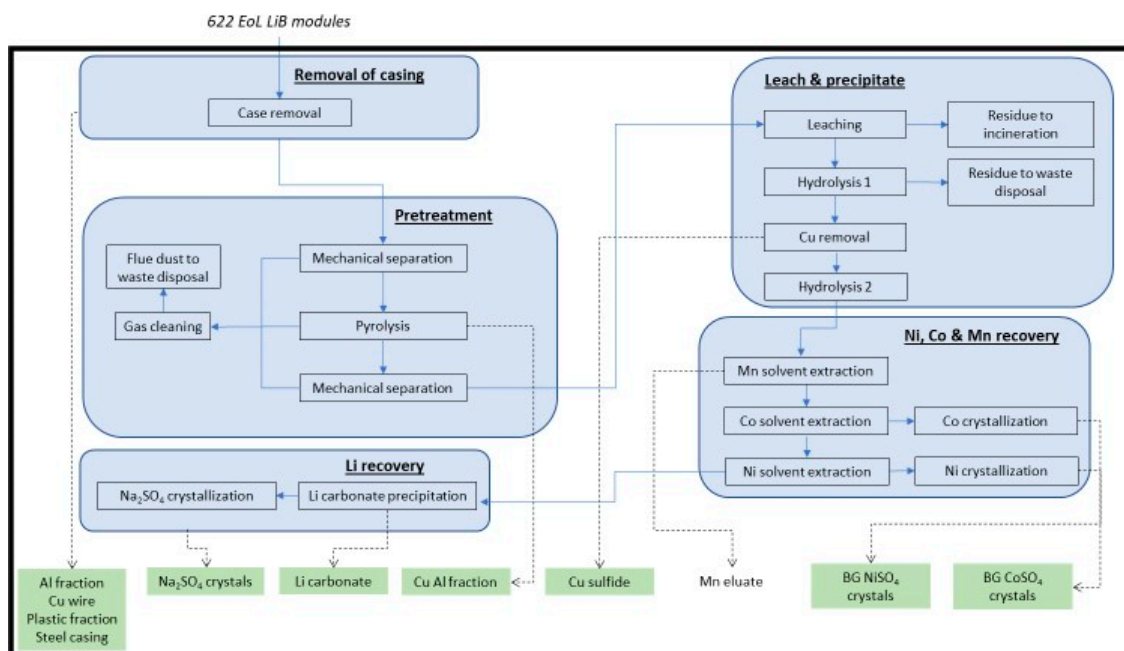 622 EoL LiB modules
Removal of casing
Case removal
Pretreatment
Mechanical separation
Flue dust to
waste disposal
Gas cleaning
Pyrolysis
Mechanical separation
Li recovery
Na₂SO₄ crystallization
Li carbonate precipitation
Leach & precipitate
Leaching
Residue to
incineration
Hydrolysis 1
Residue to waste
disposal
Cu removal
Hydrolysis 2
Ni, Co & Mn recovery
Mn solvent extraction
Co solvent extraction
Co crystallization
Ni solvent extraction
Ni crystallization
Al fraction
Cu wire
Plastic fraction
Steel casing
Na₂SO₄ crystals
Li carbonate
Cu Al fraction
Cu sulfide
Mn eluate
BG NiSO₄
crystals
BG CoSO₄
crystals